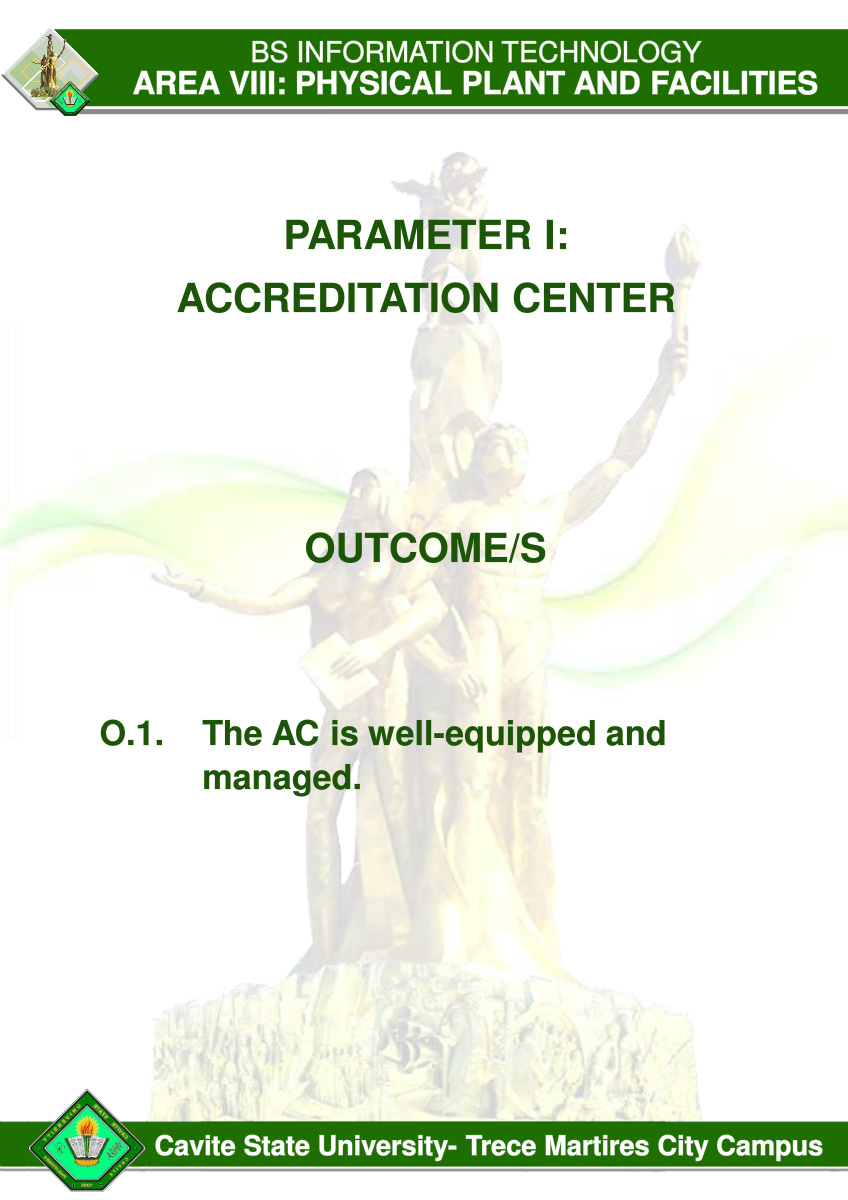 BS INFORMATION TECHNOLOGY
AREA VIII: PHYSICAL PLANT AND FACILITIES
PARAMETER I:
ACCREDITATION CENTER
OUTCOME/S
O.1. The AC is well-equipped and
managed.
Cavite State University- Trece Martires City Campus